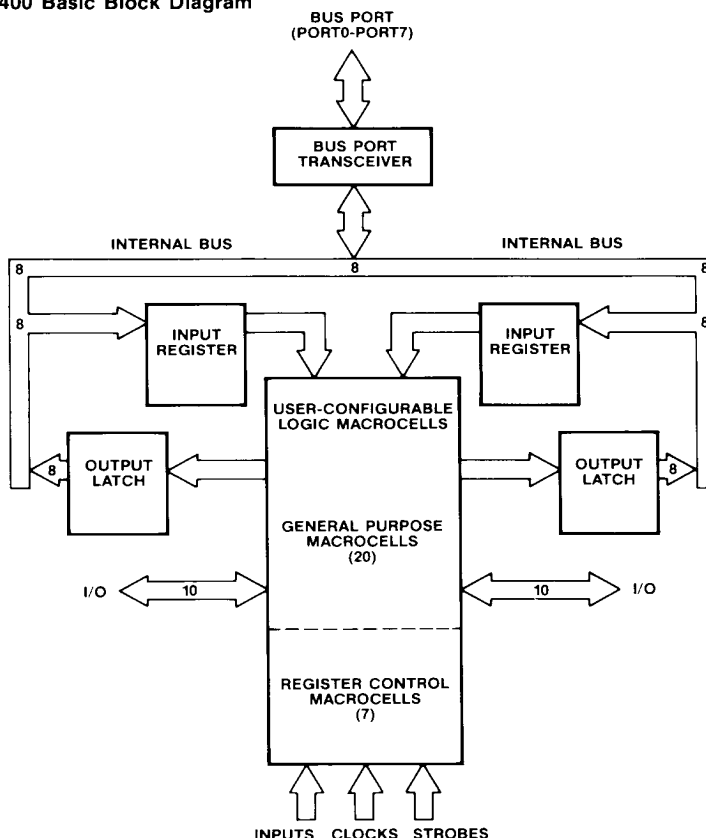 400 Basic Block Diagram
BUS PORT
(PORT0-PORT7)
BUS PORT
TRANSCEIVER
INTERNAL BUS
INTERNAL BUS
8
8
8
8
8
INPUT
REGISTER
INPUT
REGISTER
USER-CONFIGURABLE
LOGIC MACROCELLS
8
OUTPUT
LATCH
OUTPUT
LATCH
8
GENERAL PURPOSE
MACROCELLS
(20)
I/O
10
10
I/O
REGISTER CONTROL
MACROCELLS
(7)
INPUTS CLOCKS STROBES